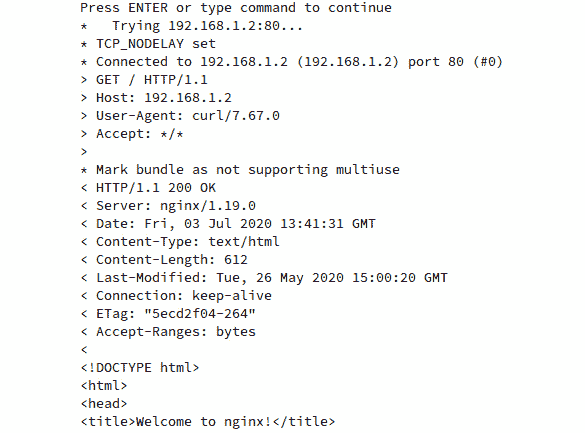 Press ENTER or type command to continue
*   Trying 192.168.1.2:80...
* TCP_NODELAY set
* Connected to 192.168.1.2 (192.168.1.2) port 80 (#0)
> GET / HTTP/1.1
> Host: 192.168.1.2
> User-Agent: curl/7.67.0
> Accept: */*
>
* Mark bundle as not supporting multiuse
< HTTP/1.1 200 OK
< Server: nginx/1.19.0
< Date: Fri, 03 Jul 2020 13:41:31 GMT
< Content-Type: text/html
< Content-Length: 612
< Last-Modified: Tue, 26 May 2020 15:00:20 GMT
< Connection: keep-alive
< ETag: "5ecd2f04-264"
< Accept-Ranges: bytes
<
<!DOCTYPE html>
<html>
<head>
<title>Welcome to nginx!</title>